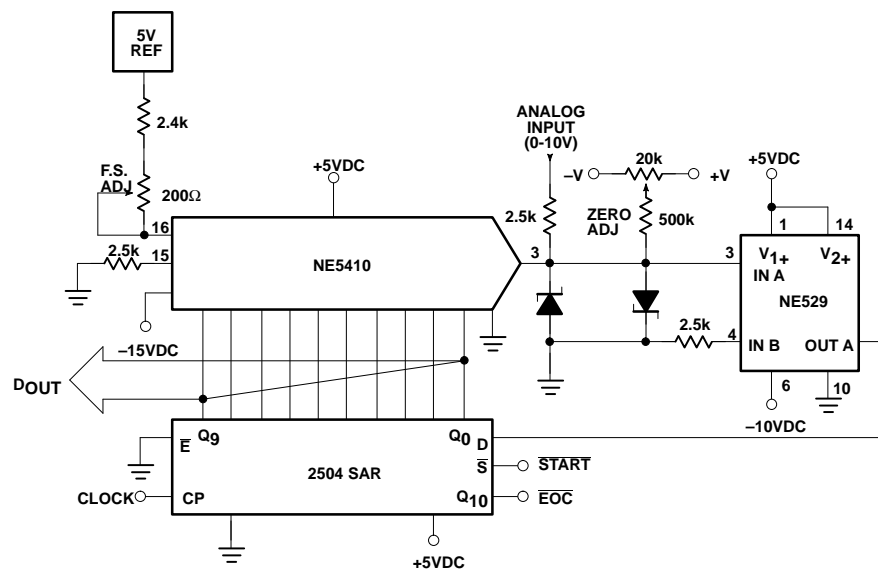 5V
REF
2.4k
F.S.
ADJ
200Ω
+5VDC
16
2.5k
15
NE5410
–15VDC
ANALOG
INPUT
(0-10V)
2.5k
3
–V
20k
+V
ZERO
ADJ
500k
+5VDC
1
14
3
V1+
V2+
IN A
NE529
2.5k
4
IN B
OUT A
6
10
–10VDC
DOUT
E
Q9
Q0
D
2504 SAR
S
START
CLOCK
CP
Q10
EOC
+5VDC